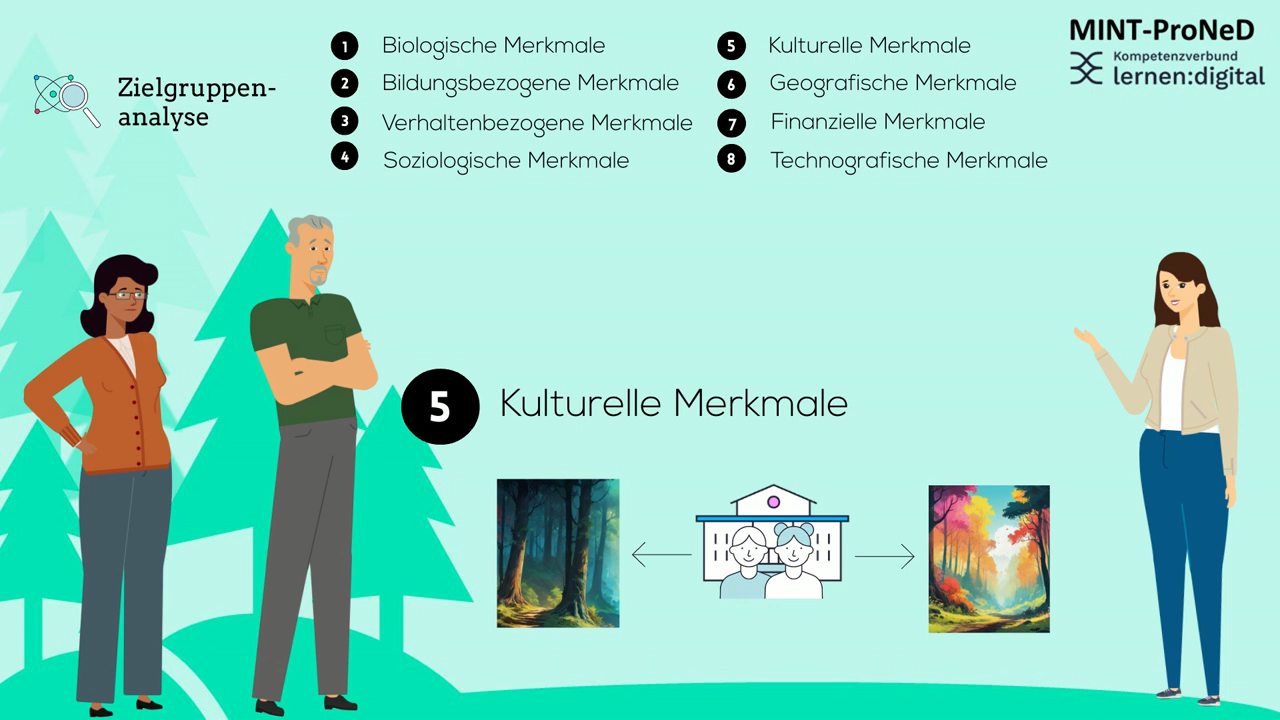 Zielgruppen-
analyse
1 Biologische Merkmale
2 Bildungsbezogene Merkmale
3 Verhaltenbezogene Merkmale
4 Soziologische Merkmale
5 Kulturelle Merkmale
6 Geografische Merkmale
7 Finanzielle Merkmale
8 Technografische Merkmale
MINT-ProNeD
Kompetenzverbund
lernen:digital
5 Kulturelle Merkmale